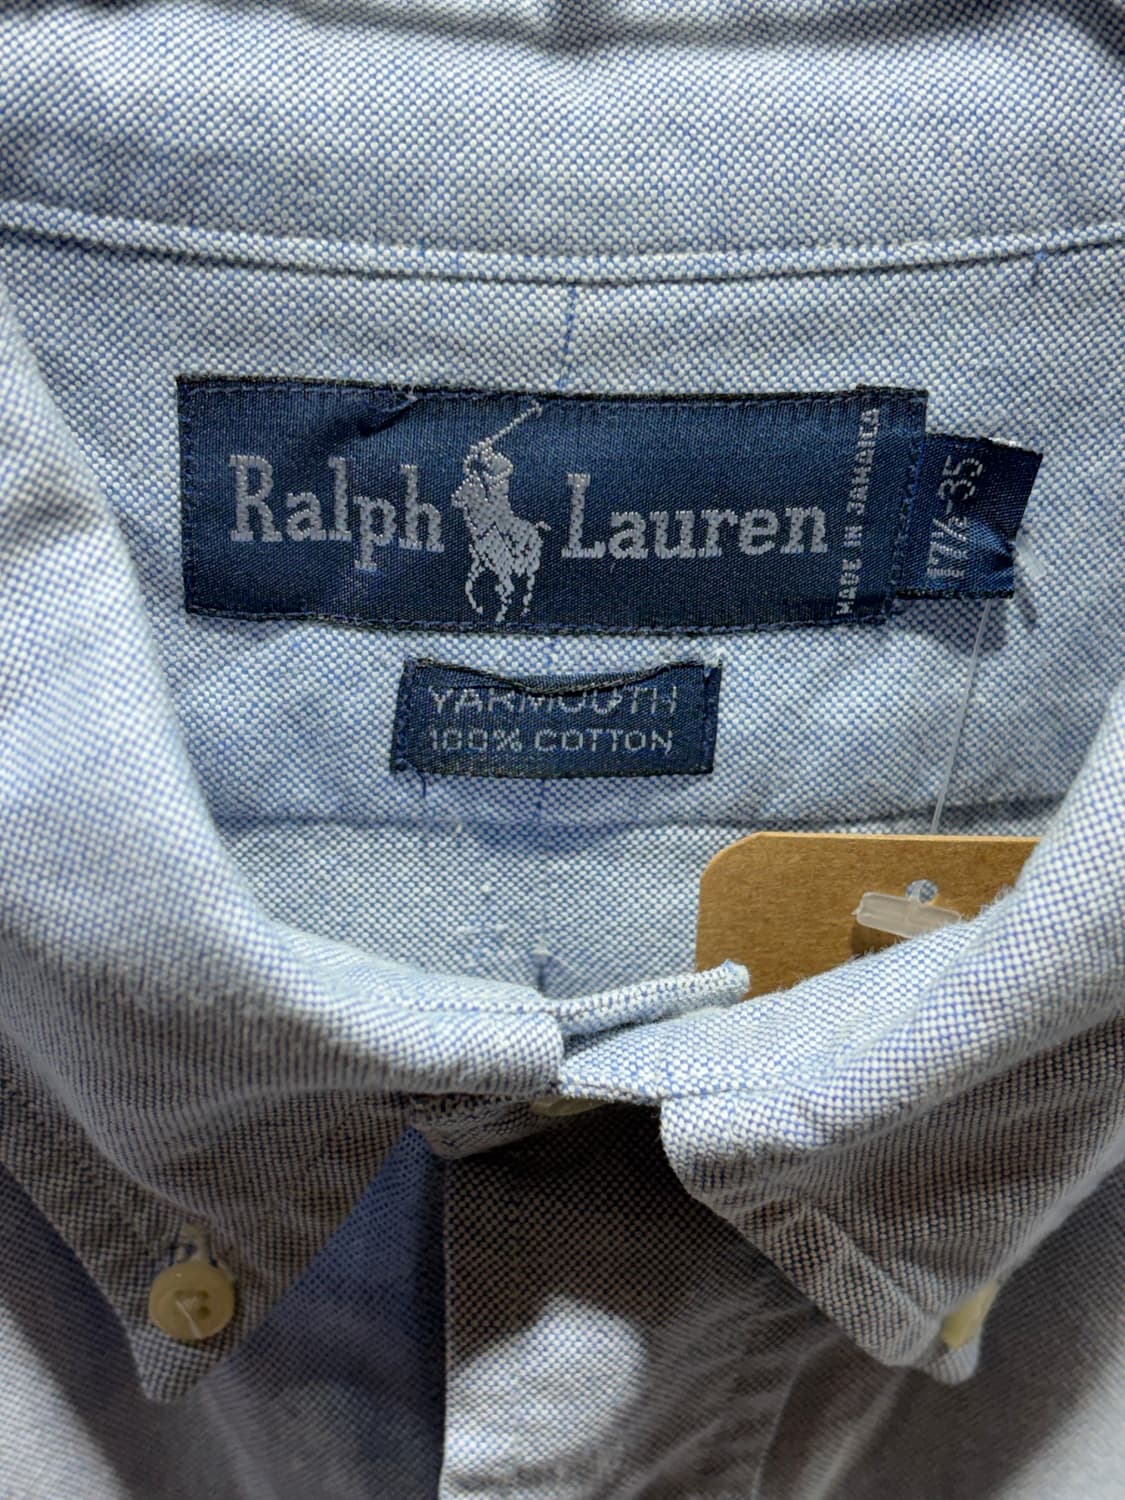 Ralph Lauren
MADE IN JAMAICA
17½-35
YARMOUTH
100% COTTON